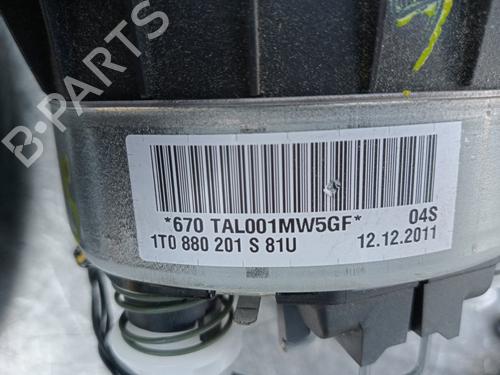 B-PARTS
*670 TAL001MW5GF* 04S
1T0 880 201 S 81U 12.12.2011